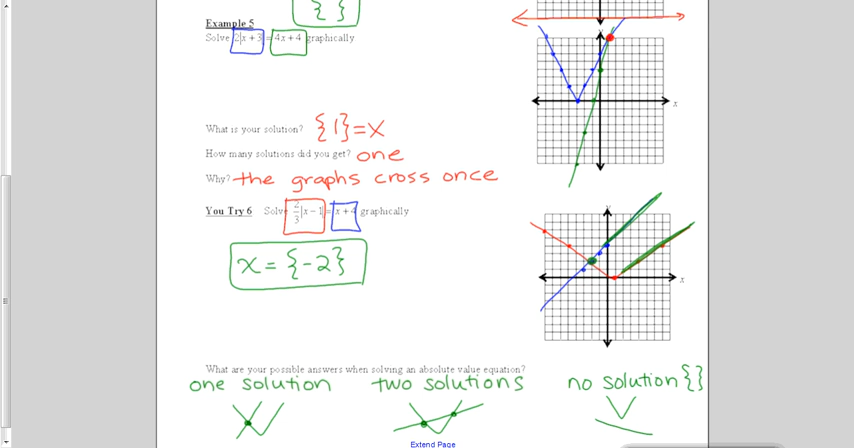 { }
Example 5
Solve 2|x + 3| = 4x + 4 graphically
x
What is your solution? {1} = x
How many solutions did you get? one
Why? the graphs cross once
You Try 6 Solve 2/3|x − 1| = x + 4 graphically
y
x = {-2}
x
What are your possible answers when solving an absolute value equation?
one solution two solutions no solution { }
Extend Page